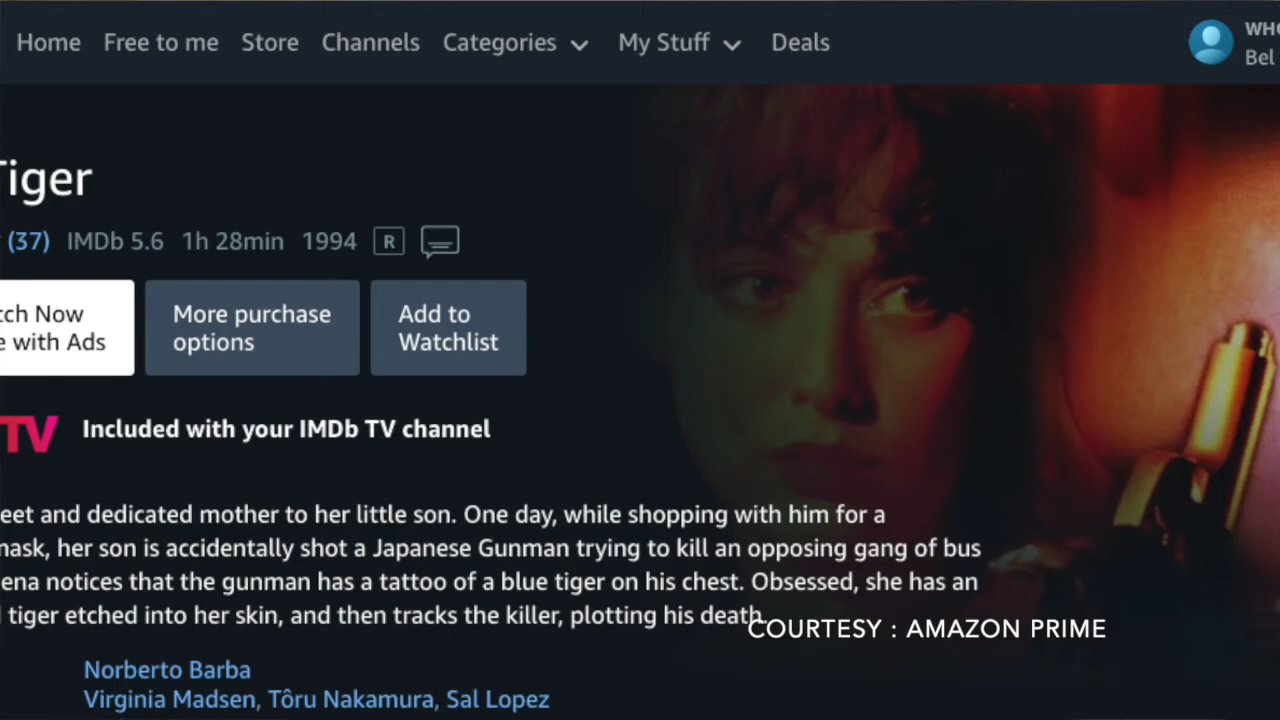 Home Free to me Store Channels Categories My Stuff Deals
WHO
Bel
Tiger
(37) IMDb 5.6 1h 28min 1994 R
tch Now
e with Ads
More purchase
options
Add to
Watchlist
TV Included with your IMDb TV channel
eet and dedicated mother to her little son. One day, while shopping with him for a
mask, her son is accidentally shot a Japanese Gunman trying to kill an opposing gang of bus
ena notices that the gunman has a tattoo of a blue tiger on his chest. Obsessed, she has an
tiger etched into her skin, and then tracks the killer, plotting his death.
COURTESY : AMAZON PRIME
Norberto Barba
Virginia Madsen, Tôru Nakamura, Sal Lopez